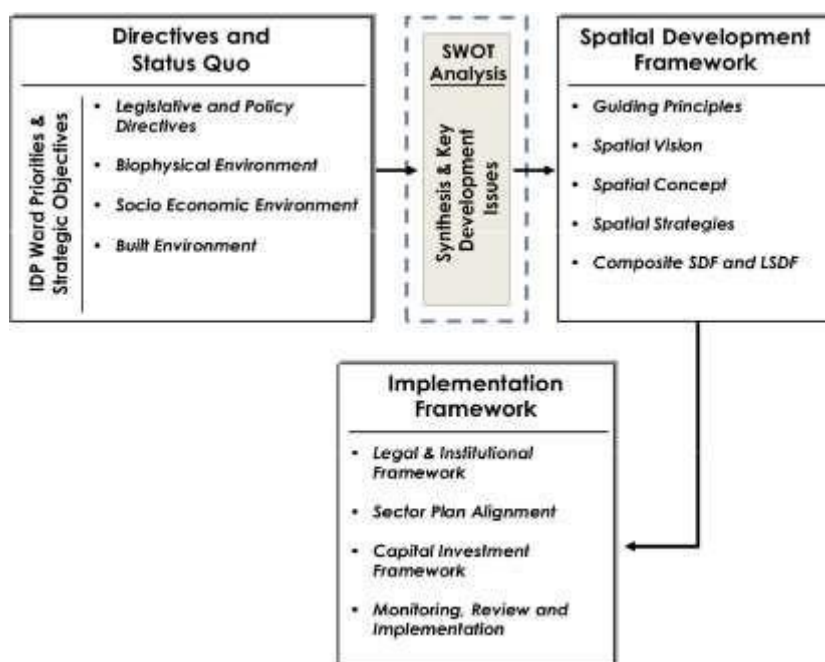 Directives and
Status Quo
IDP Word Priorities &
Strategic Objectives
• Legislative and Policy
Directives
• Biophysical Environment
• Socio Economic Environment
• Built Environment
SWOT
Analysis
Synthesis & Key
Development
Issues
Spatial Development
Framework
• Guiding Principles
• Spatial Vision
• Spatial Concept
• Spatial Strategies
• Composite SDF and LSDF
Implementation
Framework
• Legal & Institutional
Framework
• Sector Plan Alignment
• Capital Investment
Framework
• Monitoring, Review and
Implementation